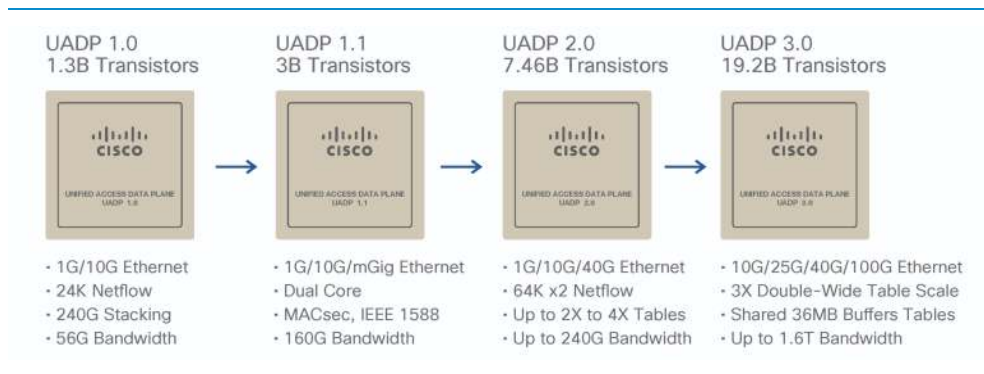 UADP 1.0
1.3B Transistors
CISCO
UNIFIED ACCESS DATA PLANE
UADP 1.0
• 1G/10G Ethernet
• 24K Netflow
• 240G Stacking
• 56G Bandwidth
UADP 1.1
3B Transistors
CISCO
UNIFIED ACCESS DATA PLANE
UADP 1.1
• 1G/10G/mGig Ethernet
• Dual Core
• MACsec, IEEE 1588
• 160G Bandwidth
UADP 2.0
7.46B Transistors
CISCO
UNIFIED ACCESS DATA PLANE
UADP 2.0
• 1G/10G/40G Ethernet
• 64K x2 Netflow
• Up to 2X to 4X Tables
• Up to 240G Bandwidth
UADP 3.0
19.2B Transistors
CISCO
UNIFIED ACCESS DATA PLANE
UADP 3.0
• 10G/25G/40G/100G Ethernet
• 3X Double-Wide Table Scale
• Shared 36MB Buffers Tables
• Up to 1.6T Bandwidth